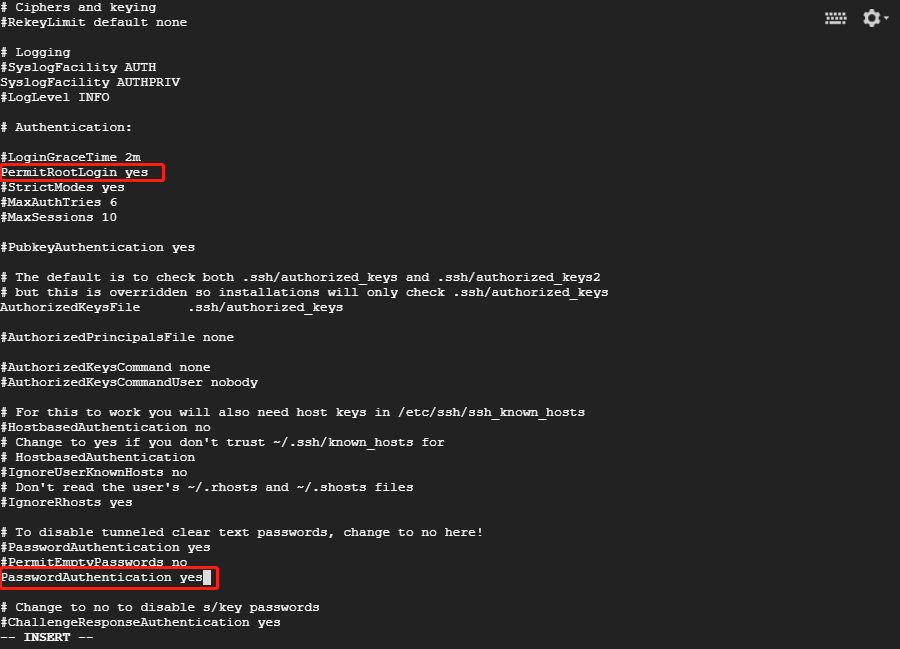 # Ciphers and keying
#RekeyLimit default none
# Logging
#SyslogFacility AUTH
SyslogFacility AUTHPRIV
#LogLevel INFO
# Authentication:
#LoginGraceTime 2m
PermitRootLogin yes
#StrictModes yes
#MaxAuthTries 6
#MaxSessions 10
#PubkeyAuthentication yes
# The default is to check both .ssh/authorized_keys and .ssh/authorized_keys2
# but this is overridden so installations will only check .ssh/authorized_keys
AuthorizedKeysFile      .ssh/authorized_keys
#AuthorizedPrincipalsFile none
#AuthorizedKeysCommand none
#AuthorizedKeysCommandUser nobody
# For this to work you will also need host keys in /etc/ssh/ssh_known_hosts
#HostbasedAuthentication no
# Change to yes if you don't trust ~/.ssh/known_hosts for
# HostbasedAuthentication
#IgnoreUserKnownHosts no
# Don't read the user's ~/.rhosts and ~/.shosts files
#IgnoreRhosts yes
# To disable tunneled clear text passwords, change to no here!
#PasswordAuthentication yes
#PermitEmptyPasswords no
PasswordAuthentication yes
# Change to no to disable s/key passwords
#ChallengeResponseAuthentication yes
-- INSERT --